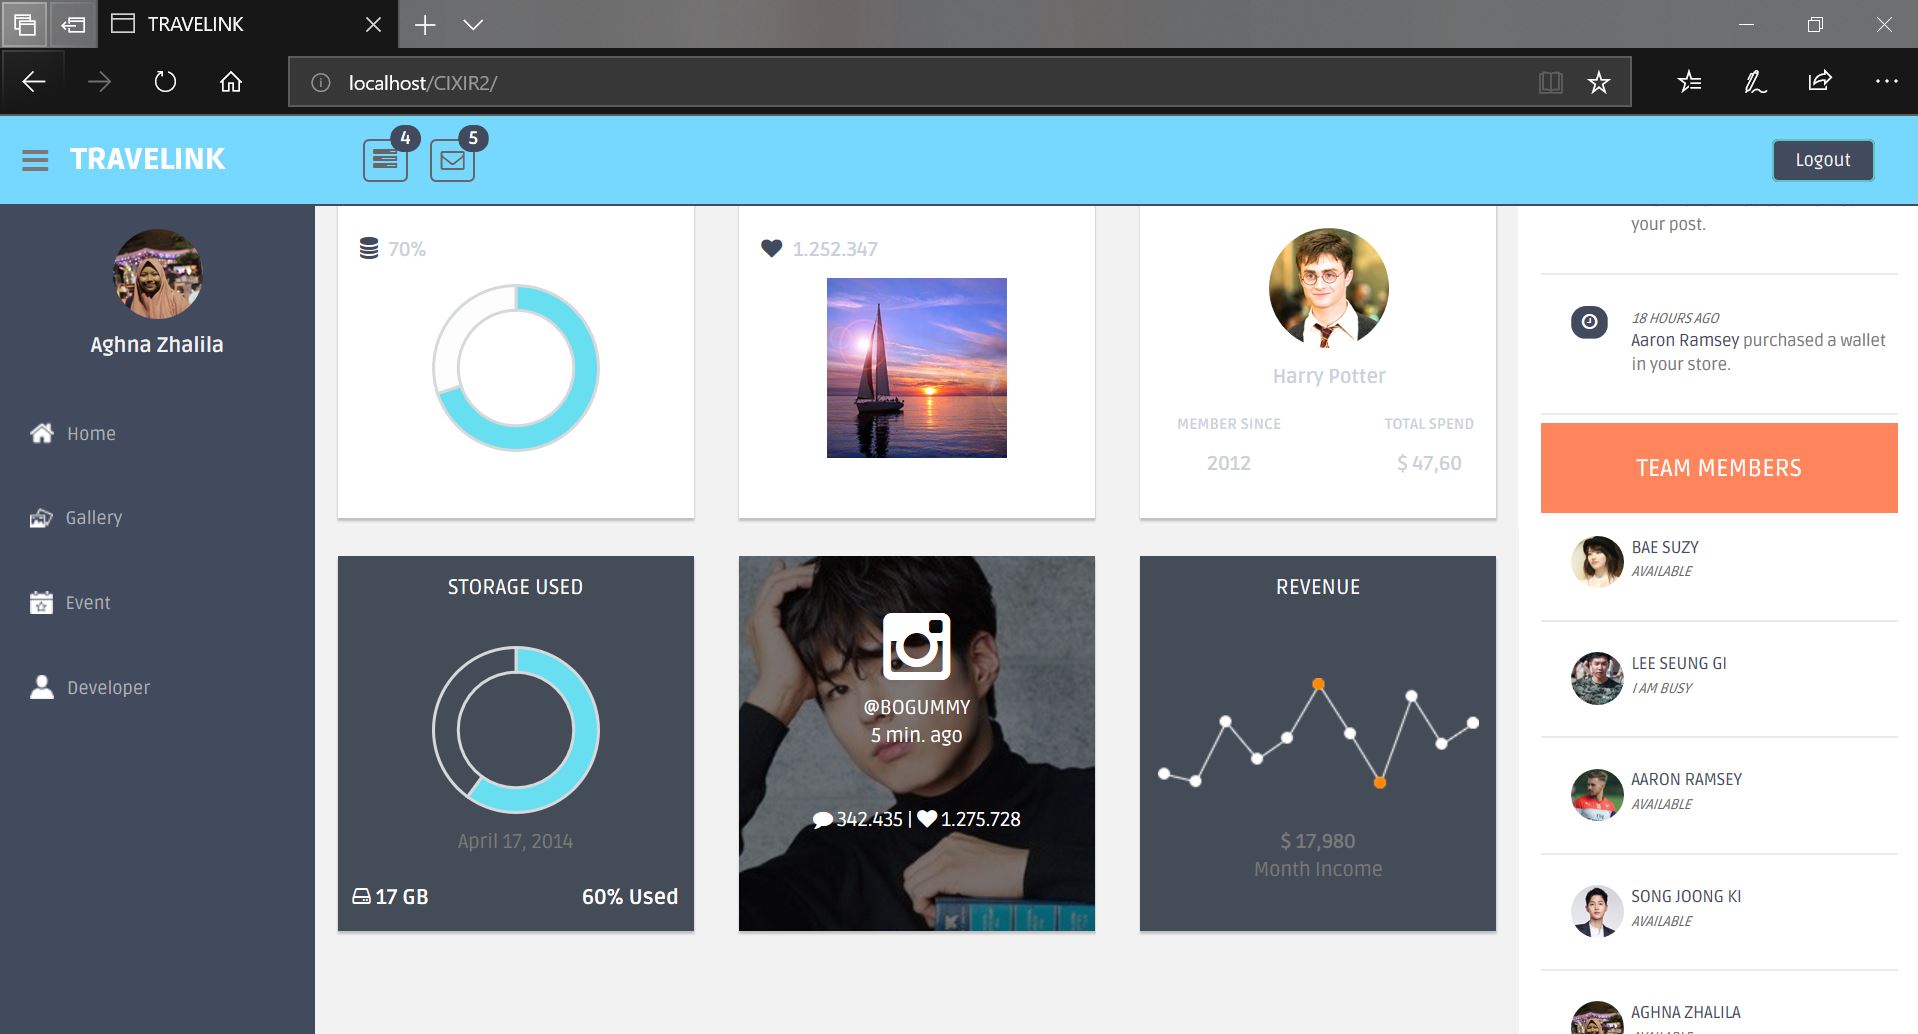 TRAVELINK
localhost/CIXIR2/
TRAVELINK
4
5
Logout
Aghna Zhalila
Home
Gallery
Event
Developer
70%
1.252.347
Harry Potter
MEMBER SINCE
TOTAL SPEND
2012
$ 47,60
STORAGE USED
April 17, 2014
17 GB
60% Used
@BOGUMMY
5 min. ago
342.435 | 1.275.728
REVENUE
$ 17,980
Month Income
your post.
18 HOURS AGO
Aaron Ramsey purchased a wallet
in your store.
TEAM MEMBERS
BAE SUZY
AVAILABLE
LEE SEUNG GI
I AM BUSY
AARON RAMSEY
AVAILABLE
SONG JOONG KI
AVAILABLE
AGHNA ZHALILA